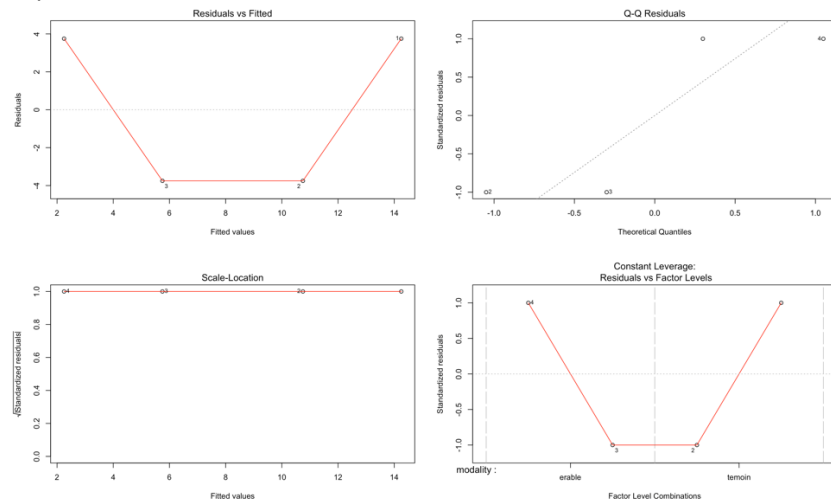 Residuals vs Fitted
Residuals
4
2
0
-2
-4
1
3
2
2 4 6 8 10 12 14
Fitted values
Q-Q Residuals
Standardized residuals
1.0
0.5
0.0
-0.5
-1.0
4
2
3
-1.0 -0.5 0.0 0.5 1.0
Theoretical Quantiles
Scale-Location
√|Standardized residuals|
1.0
0.8
0.6
0.4
0.2
0.0
4
3
2
2 4 6 8 10 12 14
Fitted values
Constant Leverage:
Residuals vs Factor Levels
Standardized residuals
1.0
0.5
0.0
-0.5
-1.0
4
3
2
modality :
erable temoin
Factor Level Combinations